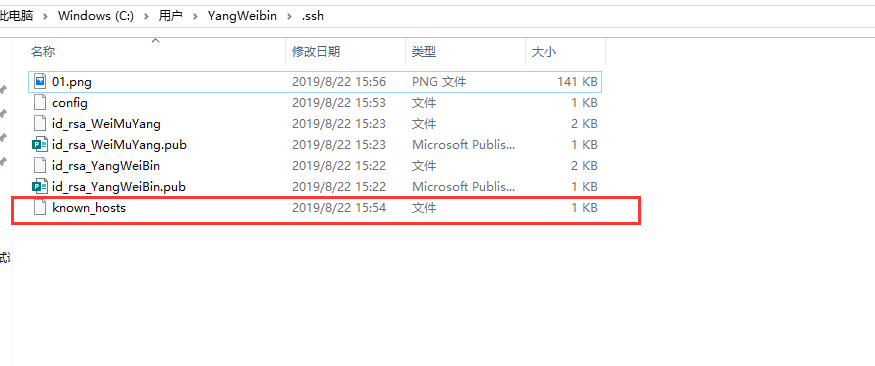 此电脑 Windows (C:) 用户 YangWeibin .ssh
名称 修改日期 类型 大小
01.png 2019/8/22 15:56 PNG 文件 141 KB
config 2019/8/22 15:53 文件 1 KB
id_rsa_WeiMuYang 2019/8/22 15:23 文件 2 KB
id_rsa_WeiMuYang.pub 2019/8/22 15:23 Microsoft Publis... 1 KB
id_rsa_YangWeiBin 2019/8/22 15:22 文件 2 KB
id_rsa_YangWeiBin.pub 2019/8/22 15:22 Microsoft Publis... 1 KB
known_hosts 2019/8/22 15:54 文件 1 KB